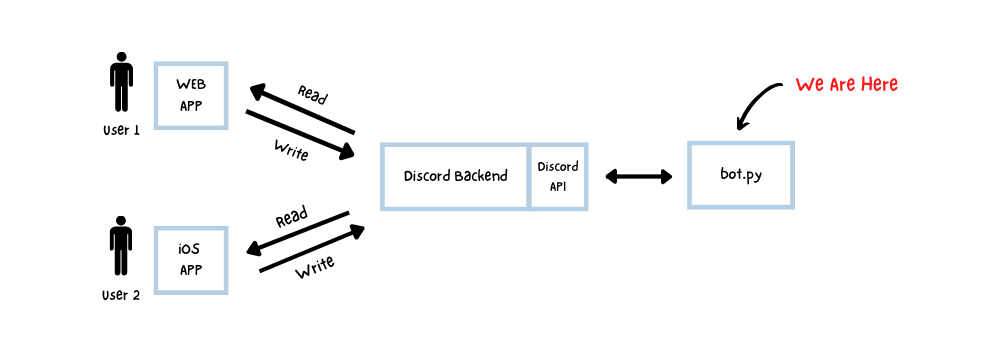 We Are Here
WEB
APP
User 1
Read
Write
Discord Backend
Discord
API
bot.py
iOS
APP
User 2
Read
Write